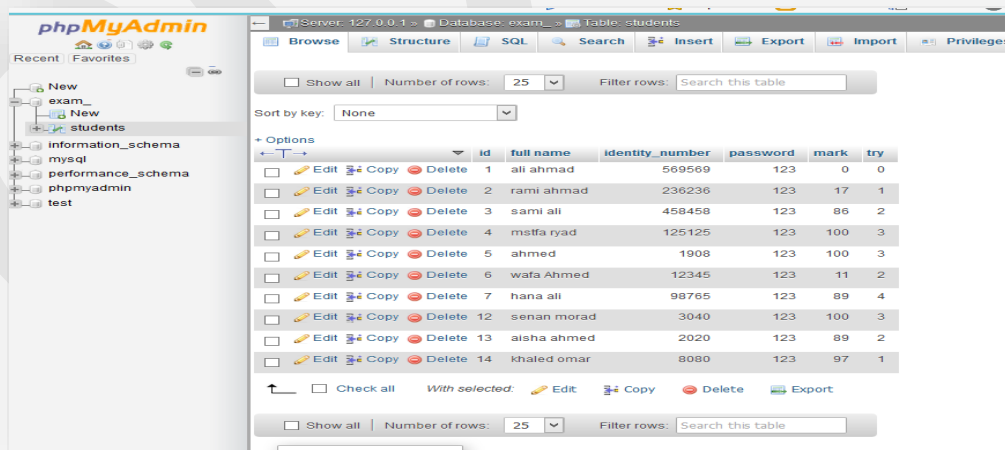 phpMyAdmin
Recent Favorites
New
exam_
New
students
information_schema
mysql
performance_schema
phpmyadmin
test
Server: 127.0.0.1 » Database: exam_ » Table: students
Browse Structure SQL Search Insert Export Import Privileges
Show all Number of rows: 25 Filter rows: Search this table
Sort by key: None
+ Options
←T→ id full name identity_number password mark try
Edit Copy Delete 1 ali ahmad 569569 123 0 0
Edit Copy Delete 2 rami ahmad 236236 123 17 1
Edit Copy Delete 3 sami ali 458458 123 86 2
Edit Copy Delete 4 mstfa ryad 125125 123 100 3
Edit Copy Delete 5 ahmed 1908 123 100 3
Edit Copy Delete 6 wafa Ahmed 12345 123 11 2
Edit Copy Delete 7 hana ali 98765 123 89 4
Edit Copy Delete 12 senan morad 3040 123 100 3
Edit Copy Delete 13 aisha ahmed 2020 123 89 2
Edit Copy Delete 14 khaled omar 8080 123 97 1
Check all With selected: Edit Copy Delete Export
Show all Number of rows: 25 Filter rows: Search this table